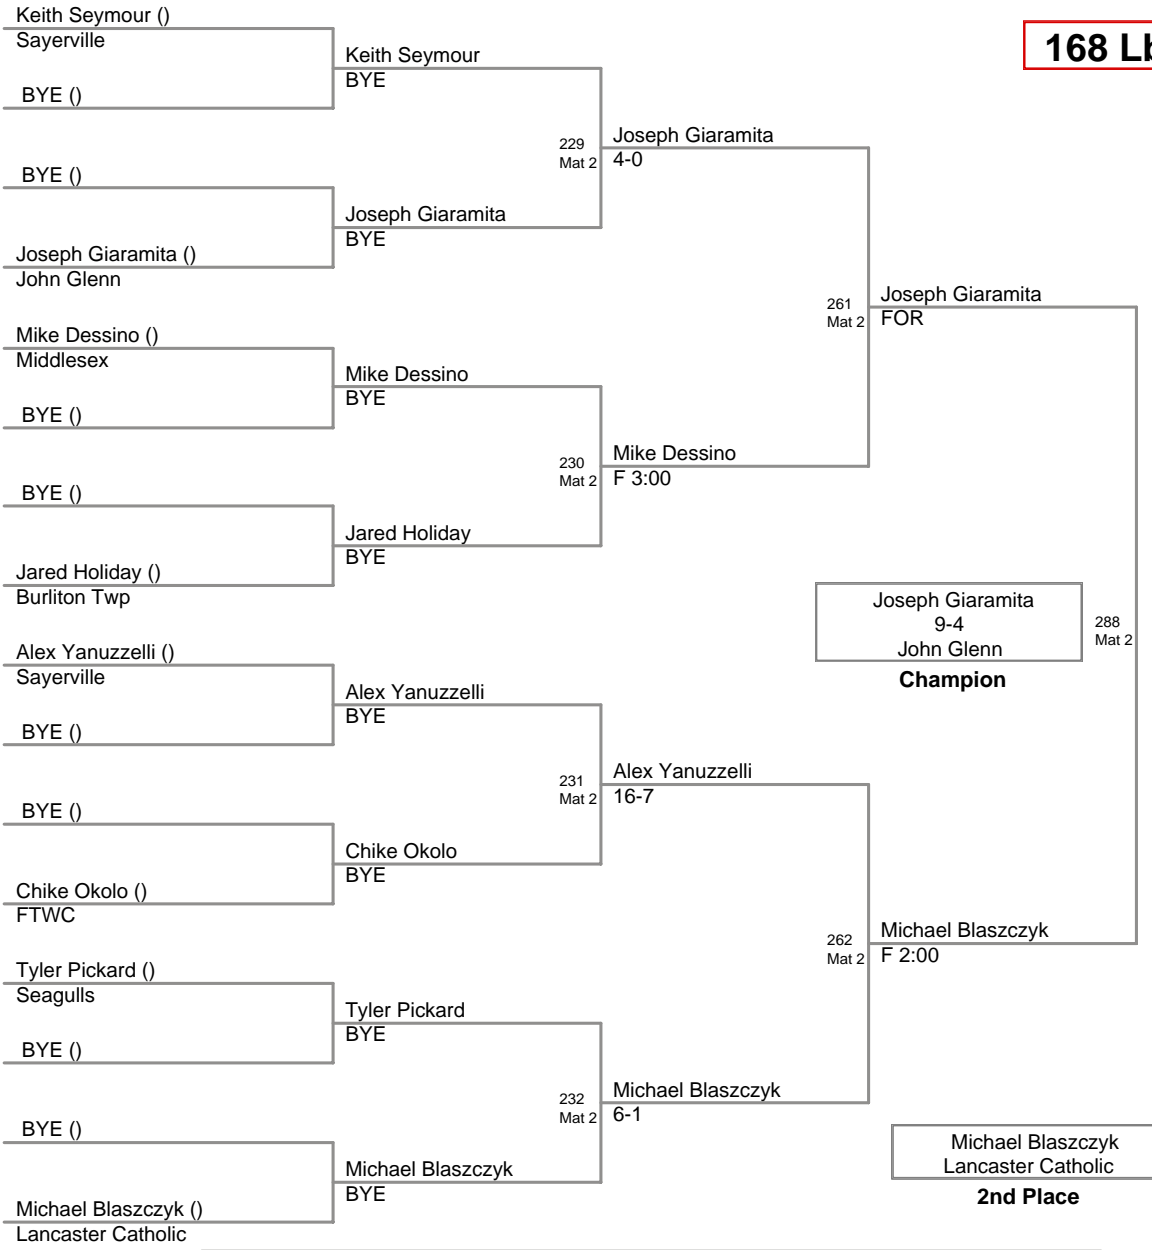 Keith Seymour ()
Sayerville
BYE ()
BYE ()
Joseph Giaramita ()
John Glenn
Mike Dessino ()
Middlesex
BYE ()
BYE ()
Jared Holiday ()
Burliton Twp
Alex Yanuzzelli ()
Sayerville
BYE ()
BYE ()
Chike Okolo ()
FTWC
Tyler Pickard ()
Seagulls
BYE ()
BYE ()
Michael Blaszczyk ()
Lancaster Catholic
Keith Seymour
BYE
Joseph Giaramita
BYE
Mike Dessino
BYE
Jared Holiday
BYE
Alex Yanuzzelli
BYE
Chike Okolo
BYE
Tyler Pickard
BYE
Michael Blaszczyk
BYE
229
Mat 2
Joseph Giaramita
4-0
230
Mat 2
Mike Dessino
F 3:00
231
Mat 2
Alex Yanuzzelli
16-7
232
Mat 2
Michael Blaszczyk
6-1
261
Mat 2
Joseph Giaramita
FOR
262
Mat 2
Michael Blaszczyk
F 2:00
168 Lb
288
Mat 2
Joseph Giaramita
9-4
John Glenn
Champion
Michael Blaszczyk
Lancaster Catholic
2nd Place